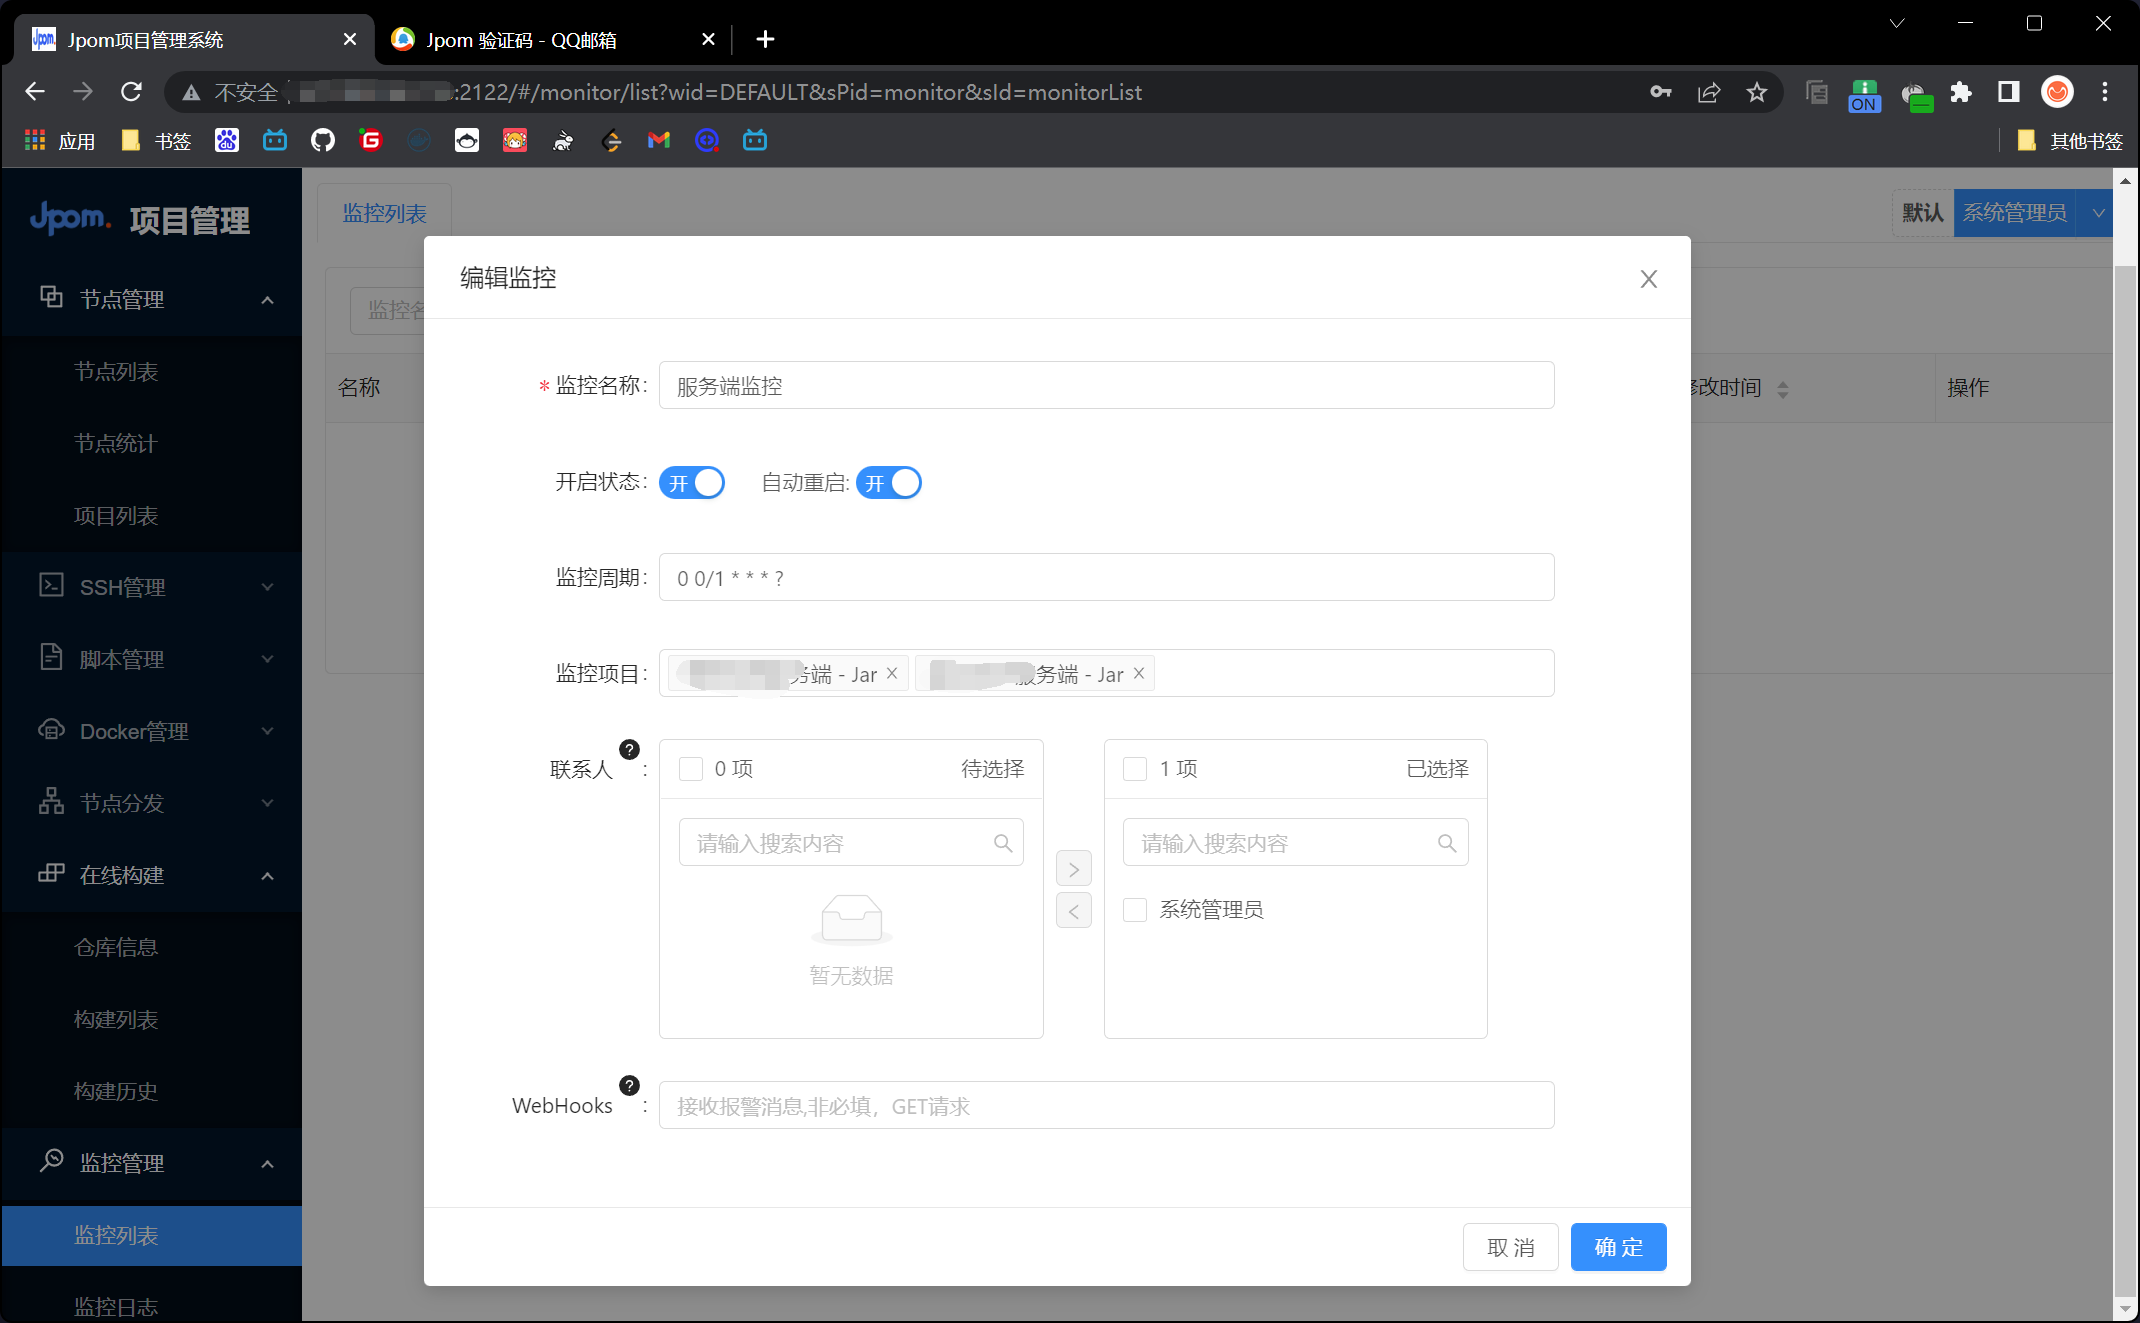 Jpom项目管理系统
Jpom 验证码 - QQ邮箱
不安全
:2122/#/monitor/list?wid=DEFAULT&sPid=monitor&sId=monitorList
ON
应用
书签
其他书签
Jpom. 项目管理
监控列表
默认
系统管理员
节点管理
节点列表
节点统计
项目列表
SSH管理
脚本管理
Docker管理
节点分发
在线构建
仓库信息
构建列表
构建历史
监控管理
监控列表
监控日志
监控名
名称
修改时间
操作
编辑监控
* 监控名称:
服务端监控
开启状态:
开
自动重启:
开
监控周期:
0 0/1 * * * ?
监控项目:
务端 - Jar
服务端 - Jar
联系人 ? :
0 项
待选择
请输入搜索内容
暂无数据
1 项
已选择
请输入搜索内容
系统管理员
WebHooks ? :
接收报警消息,非必填，GET请求
取 消
确 定